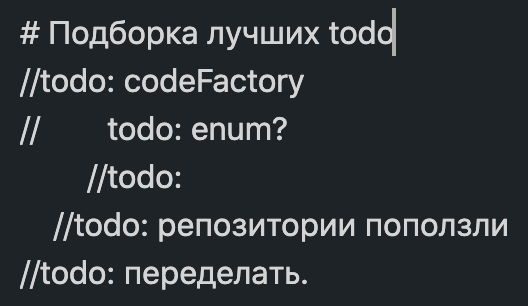 # Подборка лучших todo
//todo: codeFactory
//        todo: enum?
//todo:
//todo: репозитории поползли
//todo: переделать.